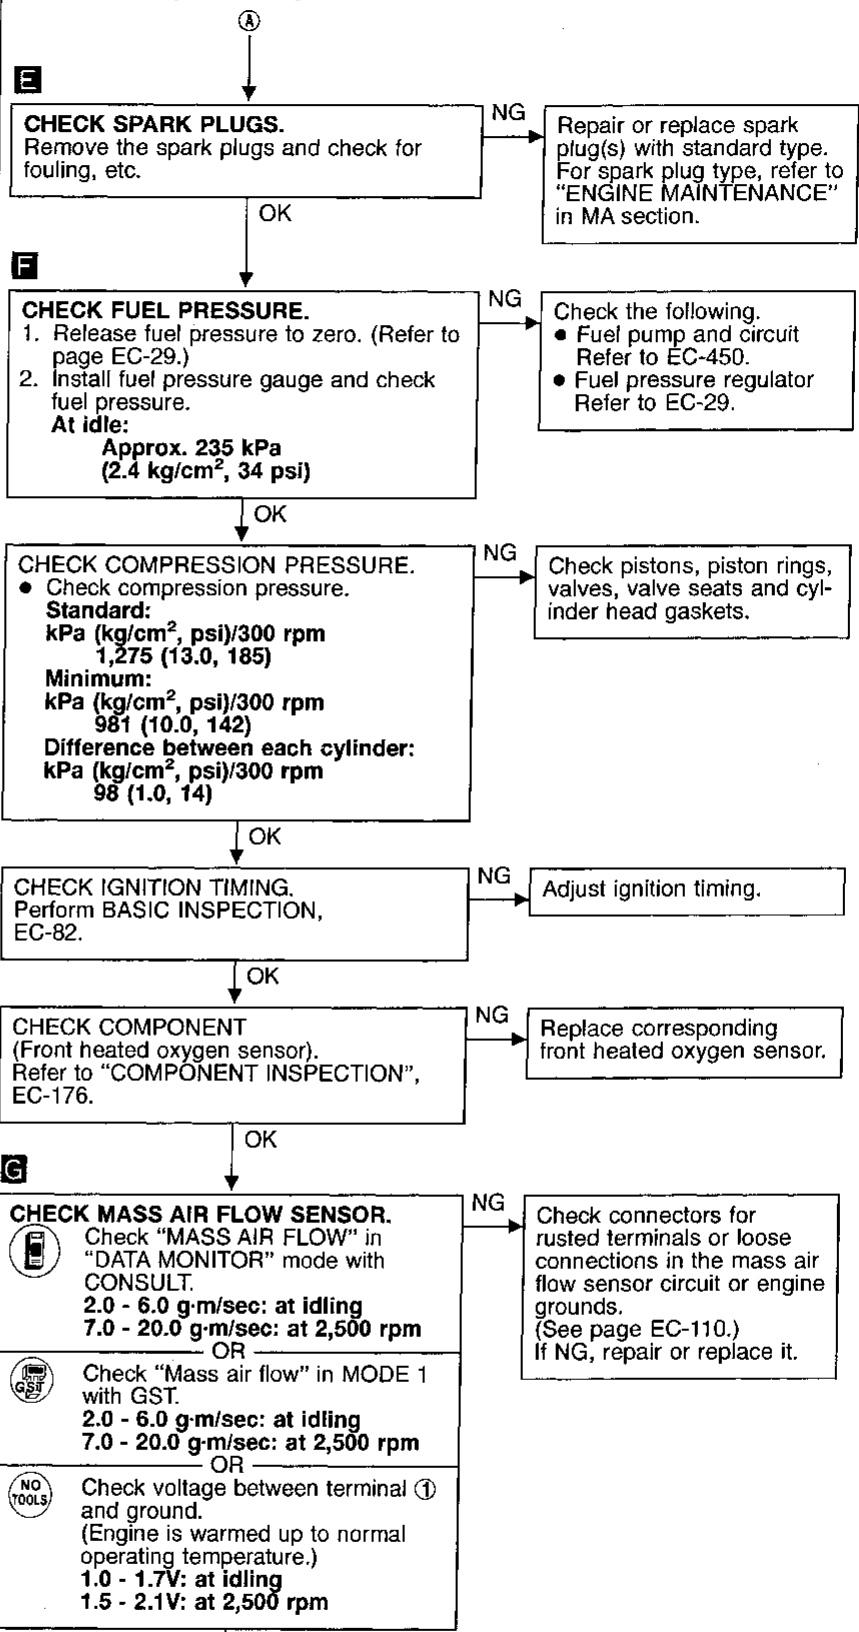 A
E
CHECK SPARK PLUGS.
Remove the spark plugs and check for
fouling, etc.
NG
Repair or replace spark
plug(s) with standard type.
For spark plug type, refer to
“ENGINE MAINTENANCE”
in MA section.
OK
F
CHECK FUEL PRESSURE.
1. Release fuel pressure to zero. (Refer to
page EC-29.)
2. Install fuel pressure gauge and check
fuel pressure.
At idle:
Approx. 235 kPa
(2.4 kg/cm², 34 psi)
NG
Check the following.
● Fuel pump and circuit
Refer to EC-450.
● Fuel pressure regulator
Refer to EC-29.
OK
CHECK COMPRESSION PRESSURE.
● Check compression pressure.
Standard:
kPa (kg/cm², psi)/300 rpm
1,275 (13.0, 185)
Minimum:
kPa (kg/cm², psi)/300 rpm
981 (10.0, 142)
Difference between each cylinder:
kPa (kg/cm², psi)/300 rpm
98 (1.0, 14)
NG
Check pistons, piston rings,
valves, valve seats and cyl-
inder head gaskets.
OK
CHECK IGNITION TIMING.
Perform BASIC INSPECTION,
EC-82.
NG
Adjust ignition timing.
OK
CHECK COMPONENT
(Front heated oxygen sensor).
Refer to “COMPONENT INSPECTION”,
EC-176.
NG
Replace corresponding
front heated oxygen sensor.
OK
G
CHECK MASS AIR FLOW SENSOR.
Check “MASS AIR FLOW” in
“DATA MONITOR” mode with
CONSULT.
2.0 - 6.0 g·m/sec: at idling
7.0 - 20.0 g·m/sec: at 2,500 rpm
OR
GST
Check “Mass air flow” in MODE 1
with GST.
2.0 - 6.0 g·m/sec: at idling
7.0 - 20.0 g·m/sec: at 2,500 rpm
OR
NO
TOOLS
Check voltage between terminal ①
and ground.
(Engine is warmed up to normal
operating temperature.)
1.0 - 1.7V: at idling
1.5 - 2.1V: at 2,500 rpm
NG
Check connectors for
rusted terminals or loose
connections in the mass air
flow sensor circuit or engine
grounds.
(See page EC-110.)
If NG, repair or replace it.